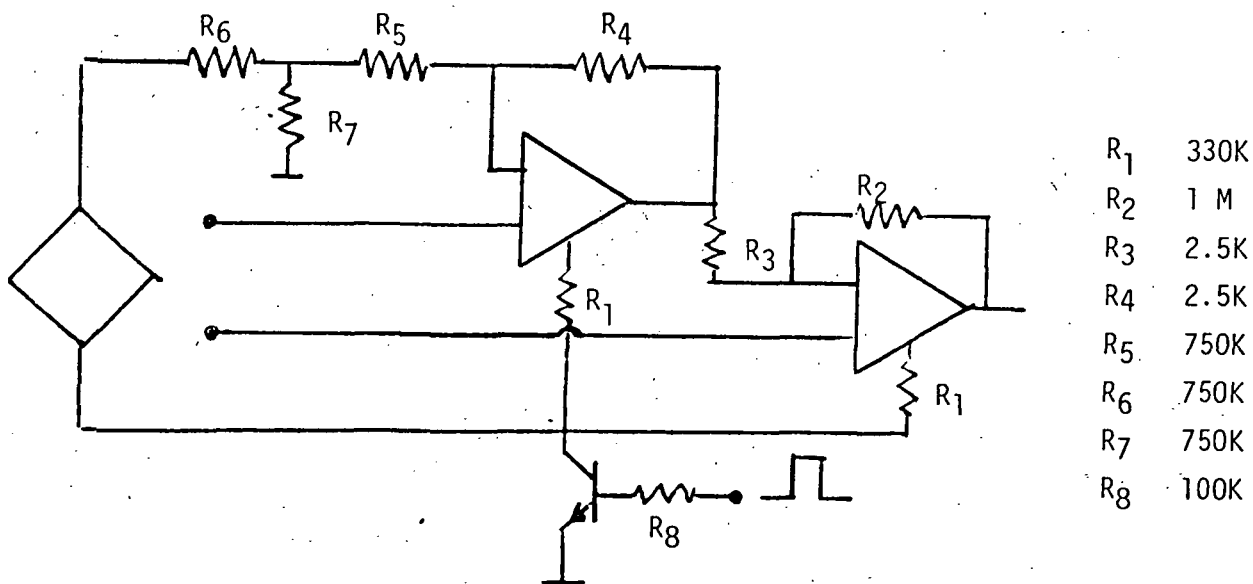 R6
R5
R4
R7
R2
R3
R1
R1
R8
R1 330K
R2 1 M
R3 2.5K
R4 2.5K
R5 750K
R6 750K
R7 750K
R8 100K